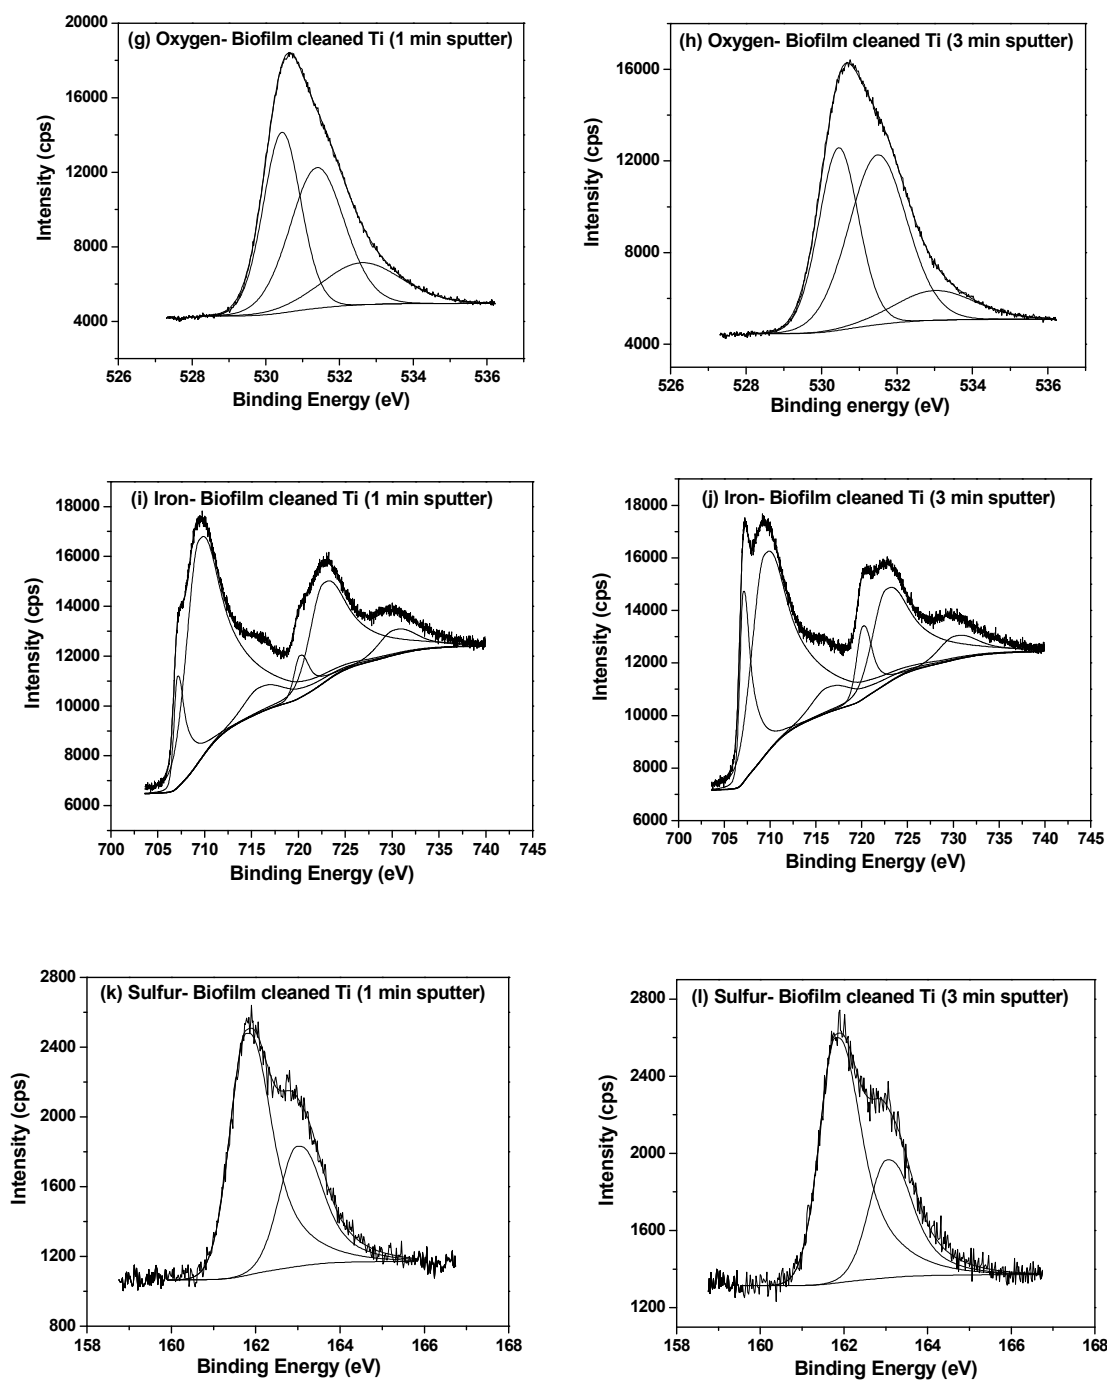 (g) Oxygen- Biofilm cleaned Ti (1 min sputter)
20000
16000
12000
8000
4000
Intensity (cps)
526 528 530 532 534 536
Binding Energy (eV)
(h) Oxygen- Biofilm cleaned Ti (3 min sputter)
16000
12000
8000
4000
Intensity (cps)
526 528 530 532 534 536
Binding energy (eV)
(i) Iron- Biofilm cleaned Ti (1 min sputter)
18000
16000
14000
12000
10000
8000
6000
Intensity (cps)
700 705 710 715 720 725 730 735 740 745
Binding Energy (eV)
(j) Iron- Biofilm cleaned Ti (3 min sputter)
18000
16000
14000
12000
10000
8000
6000
Intensity (cps)
700 705 710 715 720 725 730 735 740 745
Binding Energy (eV)
(k) Sulfur- Biofilm cleaned Ti (1 min sputter)
2800
2400
2000
1600
1200
800
Intensity (cps)
158 160 162 164 166 168
Binding Energy (eV)
(l) Sulfur- Biofilm cleaned Ti (3 min sputter)
2800
2400
2000
1600
1200
Intensity (cps)
158 160 162 164 166 168
Binding Energy (eV)